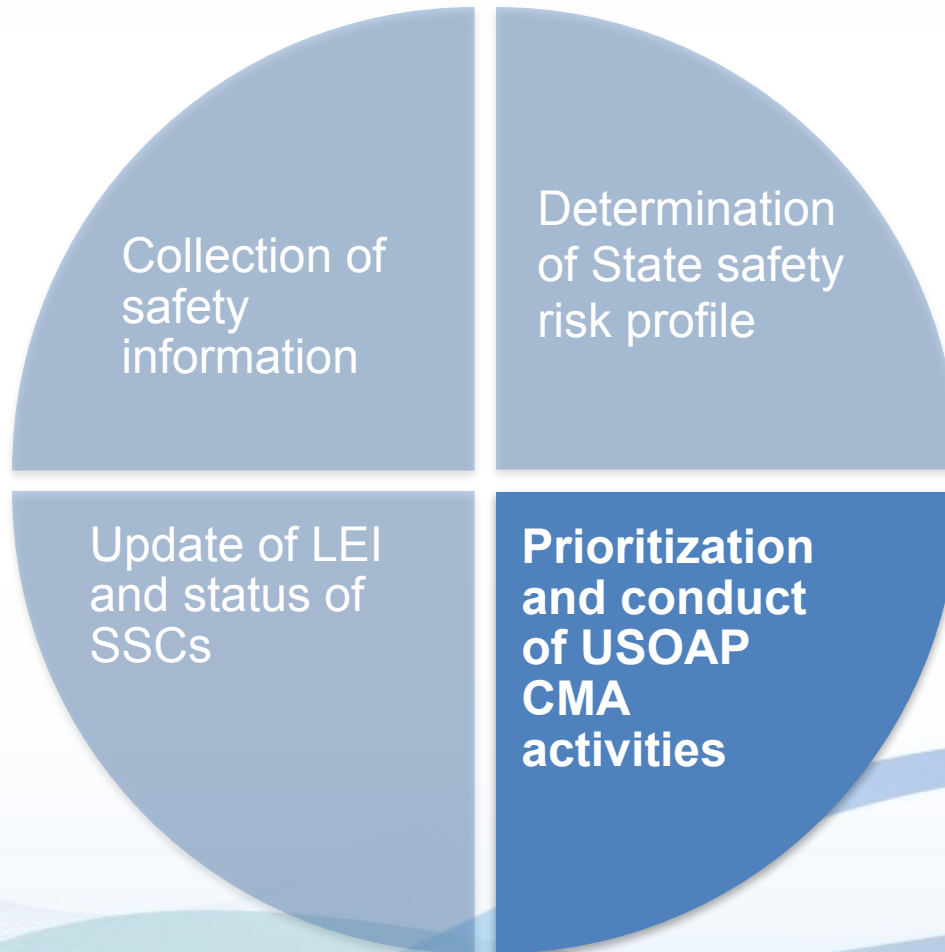 Collection of
safety
information
Determination
of State safety
risk profile
Update of LEI
and status of
SSCs
Prioritization
and conduct
of USOAP
CMA
activities